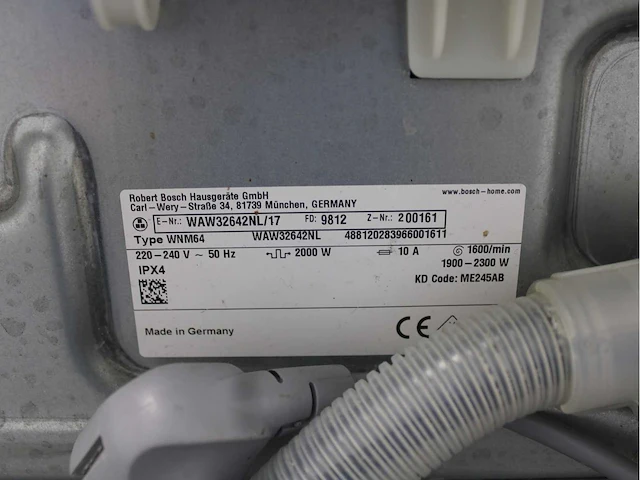 Robert Bosch Hausgeräte GmbH www.bosch-home.com
Carl-Wery-Straße 34, 81739 München, GERMANY
E-Nr.: WAW32642NL/17 FD: 9812 Z-Nr.: 200161
Type WNM64 WAW32642NL 488120283966001611
220-240 V ~ 50 Hz 2000 W 10 A 1600/min
1900-2300 W
IPX4 KD Code: ME245AB
Made in Germany CE